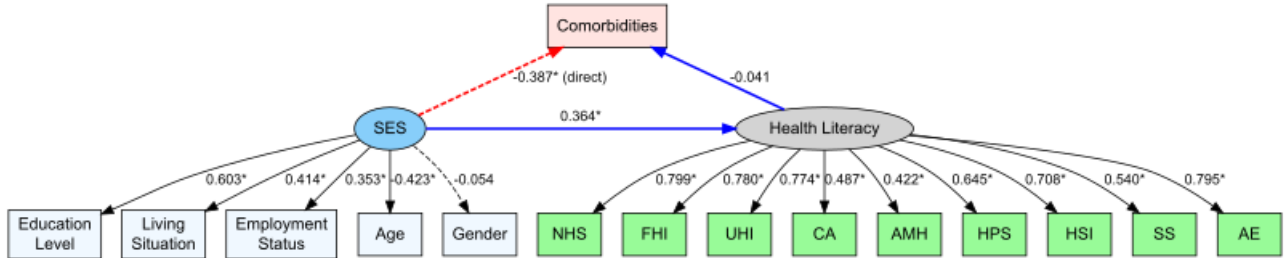 Comorbidities
-0.387* (direct)
-0.041
SES
0.364*
Health Literacy
0.603*
0.414*
0.353*
-0.423*
-0.054
0.799*
0.780*
0.774*
0.487*
0.422*
0.645*
0.708*
0.540*
0.795*
Education
Level
Living
Situation
Employment
Status
Age
Gender
NHS
FHI
UHI
CA
AMH
HPS
HSI
SS
AE